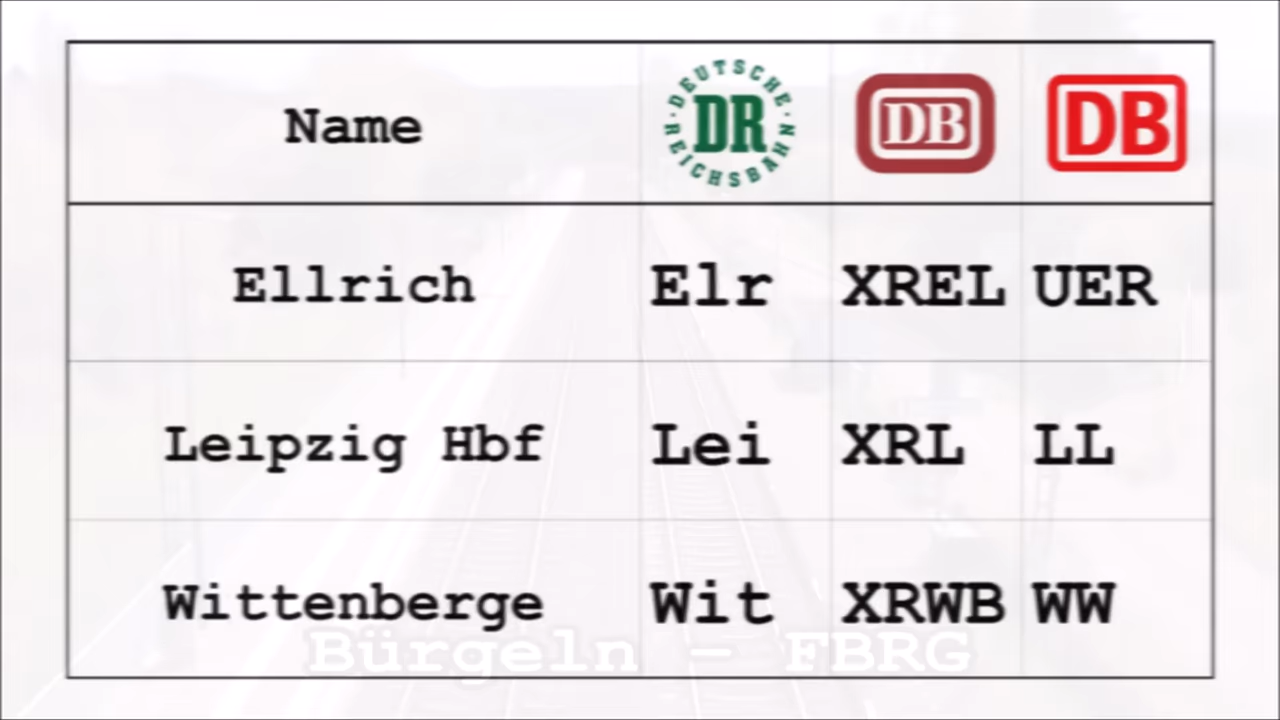 Name DEUTSCHE REICHSBAHN DR DB DB
Ellrich Elr XREL UER
Leipzig Hbf Lei XRL LL
Wittenberge Wit XRWB WW
Bürgeln - FBRG